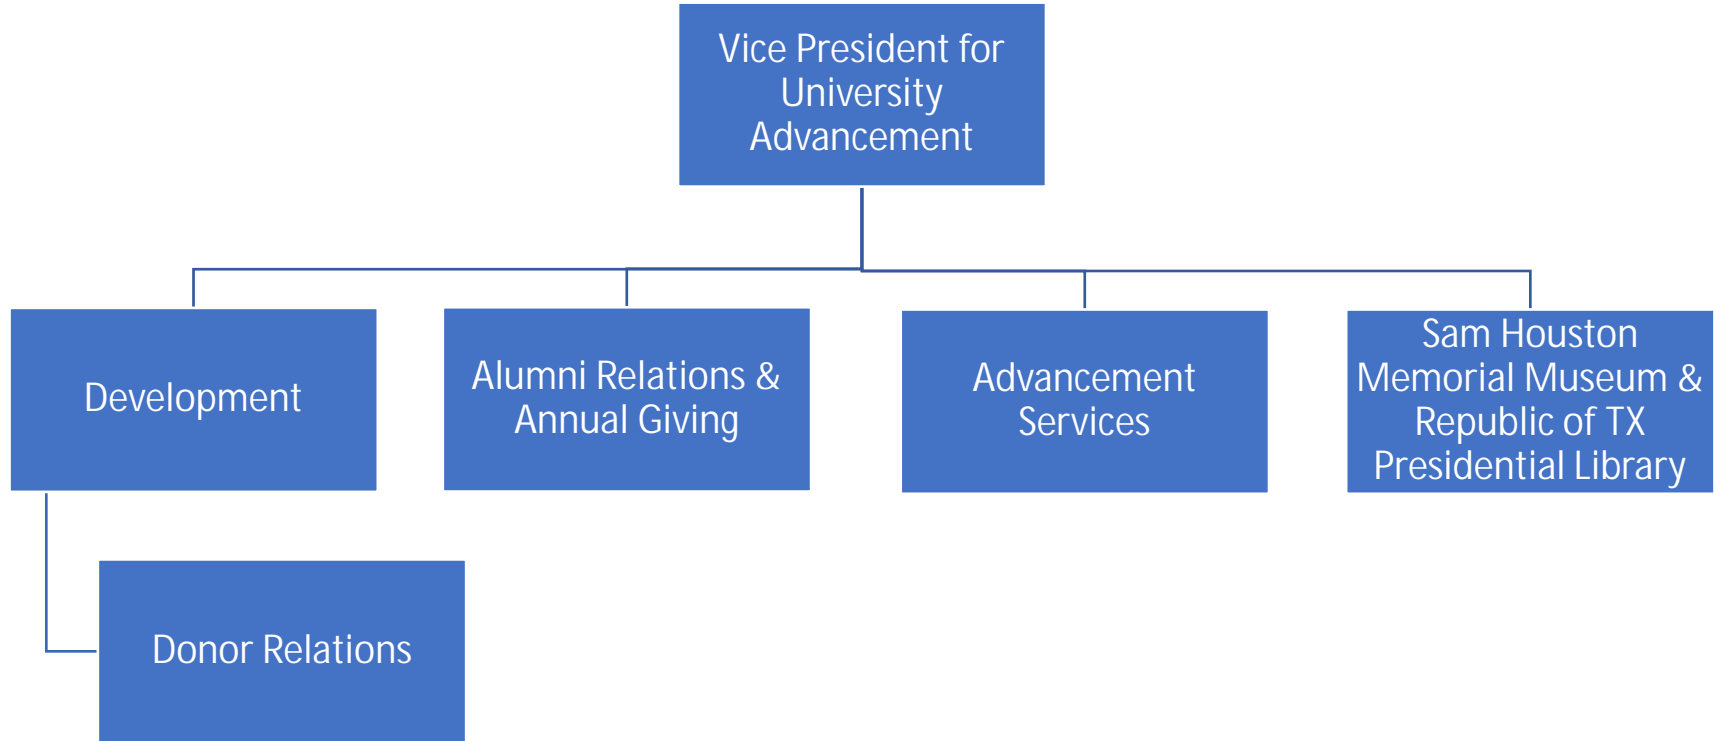 Vice President for
University
Advancement
Development
Alumni Relations &
Annual Giving
Advancement
Services
Sam Houston
Memorial Museum &
Republic of TX
Presidential Library
Donor Relations